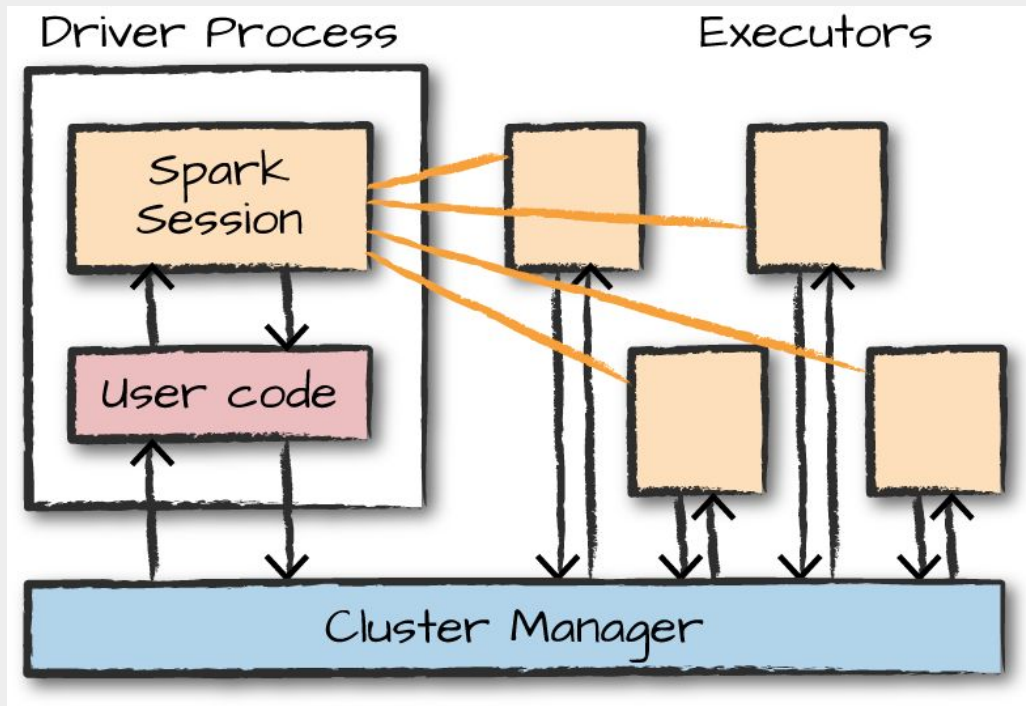 Driver Process
Executors
Spark
Session
User code
Cluster Manager